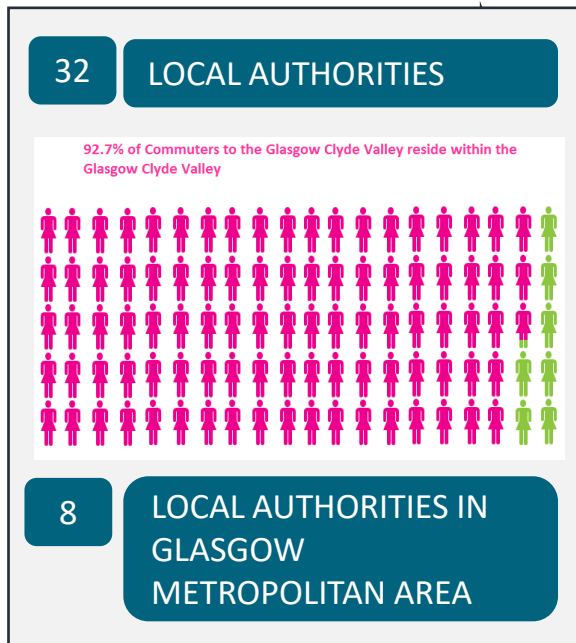 32
LOCAL AUTHORITIES
92.7% of Commuters to the Glasgow Clyde Valley reside within the
Glasgow Clyde Valley
8
LOCAL AUTHORITIES IN
GLASGOW
METROPOLITAN AREA